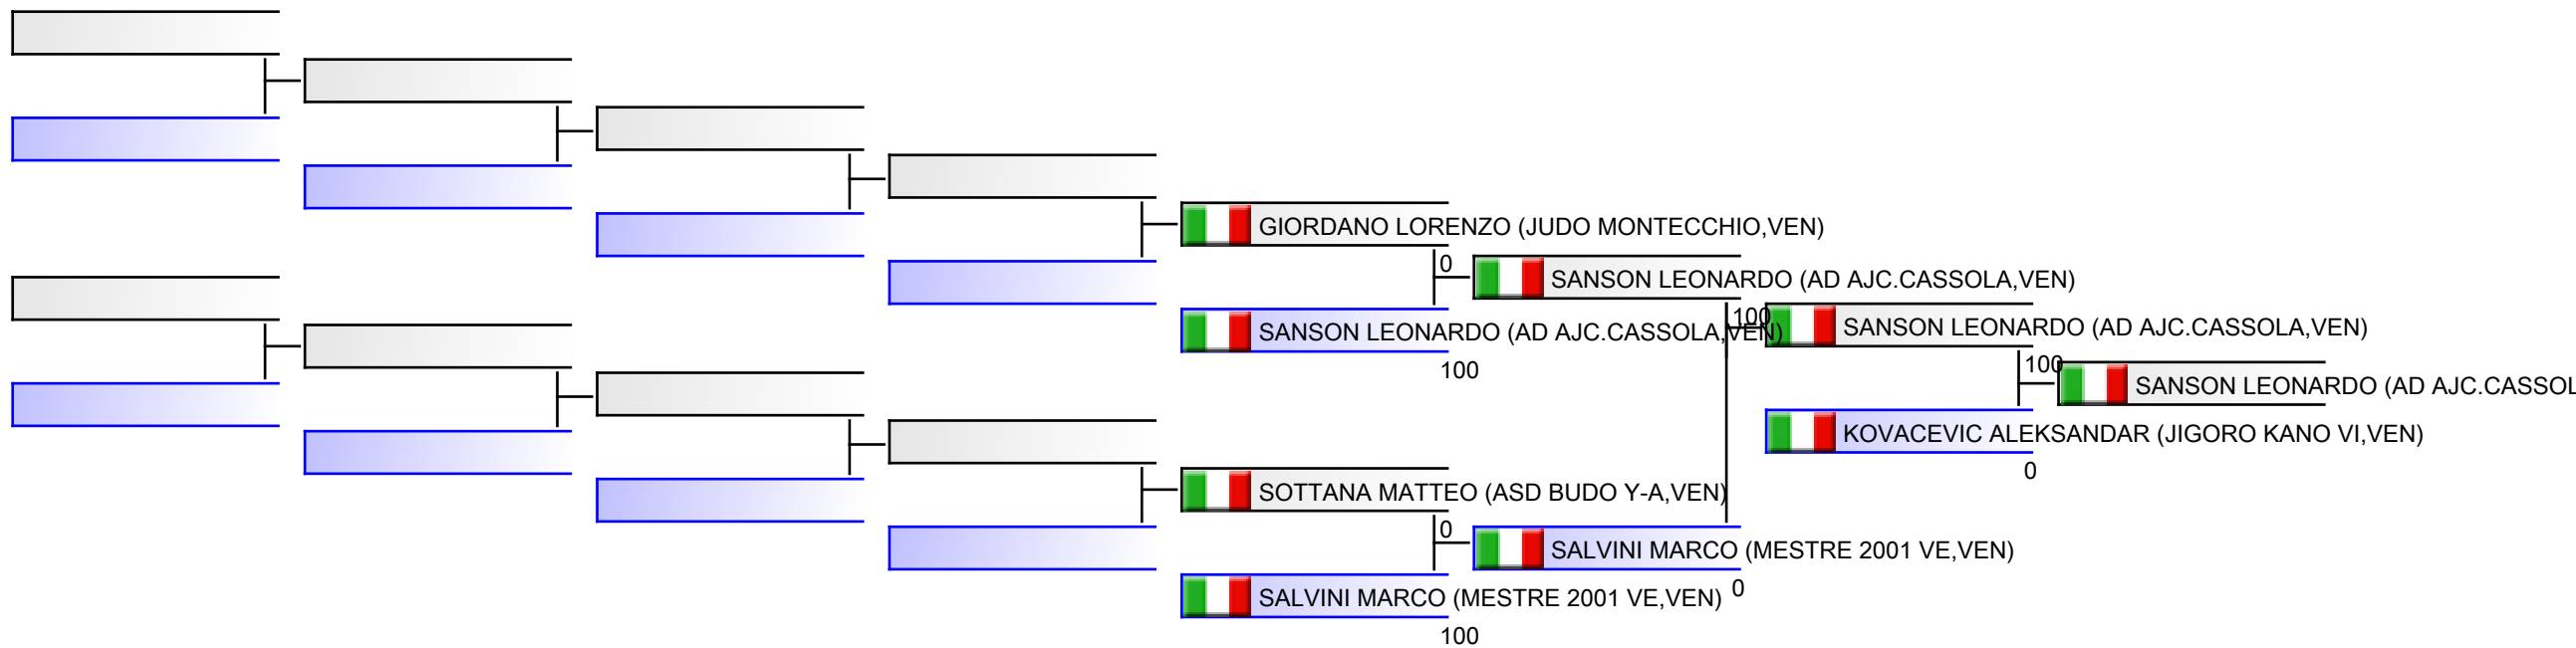 GIORDANO LORENZO (JUDO MONTECCHIO,VEN)
0
SANSON LEONARDO (AD AJC.CASSOLA,VEN)
SANSON LEONARDO (AD AJC.CASSOLA,VEN)
100
100
SANSON LEONARDO (AD AJC.CASSOLA,VEN)
100
SANSON LEONARDO (AD AJC.CASSOL
KOVACEVIC ALEKSANDAR (JIGORO KANO VI,VEN)
0
SOTTANA MATTEO (ASD BUDO Y-A,VEN)
0
SALVINI MARCO (MESTRE 2001 VE,VEN)
0
SALVINI MARCO (MESTRE 2001 VE,VEN)
100